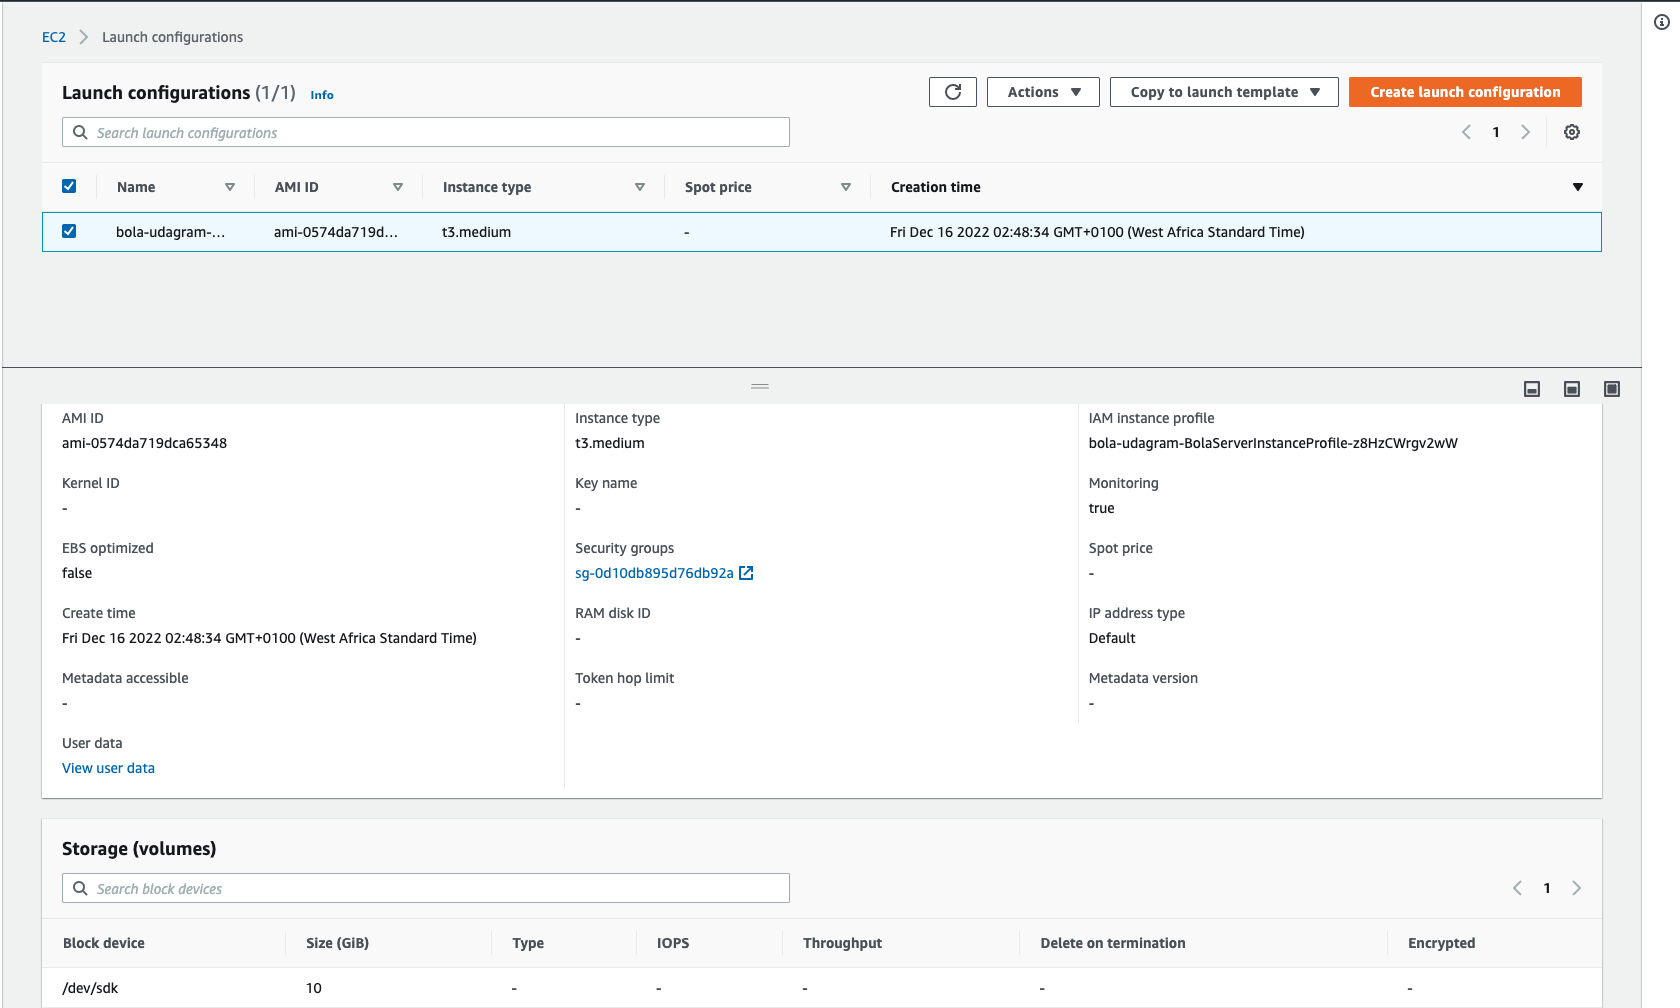 EC2 > Launch configurations
Launch configurations (1/1) Info
Actions Copy to launch template Create launch configuration
Search launch configurations
1
Name AMI ID Instance type Spot price Creation time
bola-udagram-... ami-0574da719d... t3.medium - Fri Dec 16 2022 02:48:34 GMT+0100 (West Africa Standard Time)
AMI ID Instance type IAM instance profile
ami-0574da719dca65348 t3.medium bola-udagram-BolaServerInstanceProfile-z8HzCWrgv2wW
Kernel ID Key name Monitoring
- - true
EBS optimized Security groups Spot price
false sg-0d10db895d76db92a -
Create time RAM disk ID IP address type
Fri Dec 16 2022 02:48:34 GMT+0100 (West Africa Standard Time) - Default
Metadata accessible Token hop limit Metadata version
- - -
User data
View user data
Storage (volumes)
Search block devices
1
Block device Size (GiB) Type IOPS Throughput Delete on termination Encrypted
/dev/sdk 10 - - - - -